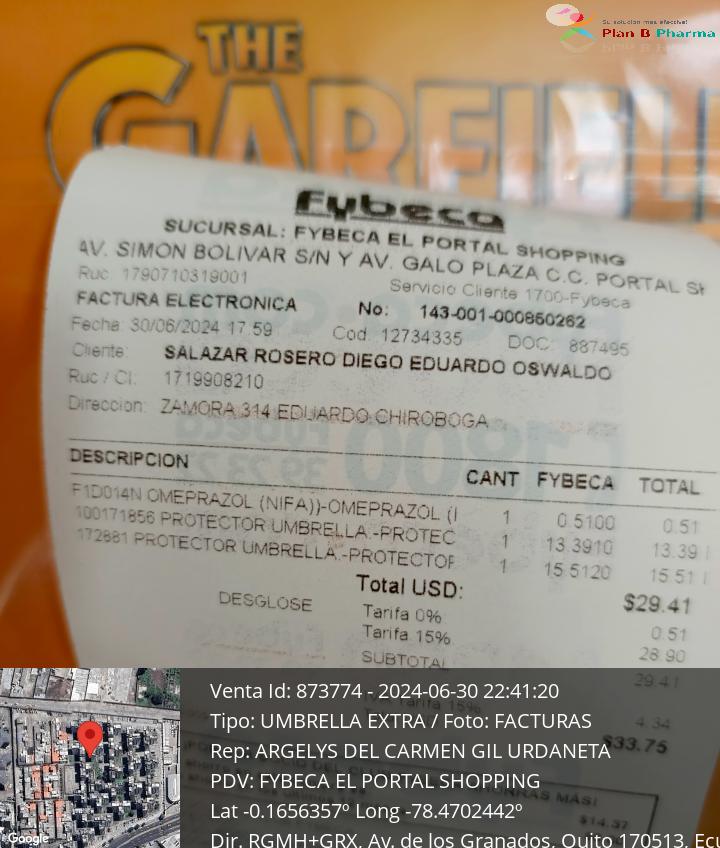 Su solución más efectiva!
Plan B Pharma
THE
GARFIEL
Fybeca
SUCURSAL: FYBECA EL PORTAL SHOPPING
AV. SIMON BOLIVAR S/N Y AV. GALO PLAZA C.C. PORTAL SH
Ruc: 1790710319001
Servicio Cliente 1700-Fybeca
FACTURA ELECTRONICA No: 143-001-000860262
Fecha: 30/06/2024 17:59 Cod: 12734335 DOC: 887495
Cliente: SALAZAR ROSERO DIEGO EDUARDO OSWALDO
Ruc / CI: 1719908210
Direccion: ZAMORA 314 EDUARDO CHIROBOGA
DESCRIPCION CANT FYBECA TOTAL
F1D014N OMEPRAZOL (NIFA))-OMEPRAZOL (I 1 0.5100 0.51
100171856 PROTECTOR UMBRELLA.-PROTEC 1 13.3910 13.39 I
172881 PROTECTOR UMBRELLA.-PROTECTOR 1 15.5120 15.51 I
Total USD: $29.41
DESGLOSE Tarifa 0% 0.51
Tarifa 15% 28.90
SUBTOTAL 29.41
15% 4.34
$33.75
MAS!
$14.37
Venta Id: 873774 - 2024-06-30 22:41:20
Tipo: UMBRELLA EXTRA / Foto: FACTURAS
Rep: ARGELYS DEL CARMEN GIL URDANETA
PDV: FYBECA EL PORTAL SHOPPING
Lat -0.1656357º Long -78.4702442º
Dir. RGMH+GRX, Av. de los Granados, Quito 170513, Ecu
Google